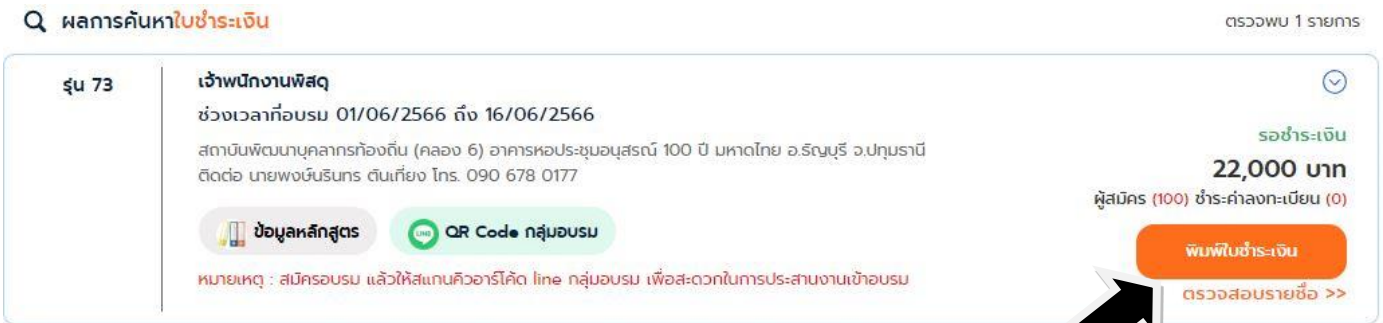 ผลการค้นหาใบชำระเงิน
ตรวจพบ 1 รายการ
รุ่น 73
เจ้าพนักงานพัสดุ
ช่วงเวลาที่อบรม 01/06/2566 ถึง 16/06/2566
สถาบันพัฒนาบุคลากรท้องถิ่น (คลอง 6) อาคารหอประชุมอนุสรณ์ 100 ปี มหาดไทย อ.ธัญบุรี จ.ปทุมธานี
ติดต่อ นายพงษ์นรินทร ตันเที่ยง โทร. 090 678 0177
รอชำระเงิน
22,000 บาท
ผู้สมัคร (100) ชำระค่าลงทะเบียน (0)
ข้อมูลหลักสูตร
LINE QR Code กลุ่มอบรม
พิมพ์ใบชำระเงิน
หมายเหตุ : สมัครอบรม แล้วให้สแกนคิวอาร์โค้ด line กลุ่มอบรม เพื่อสะดวกในการประสานงานเข้าอบรม
ตรวจสอบรายชื่อ >>